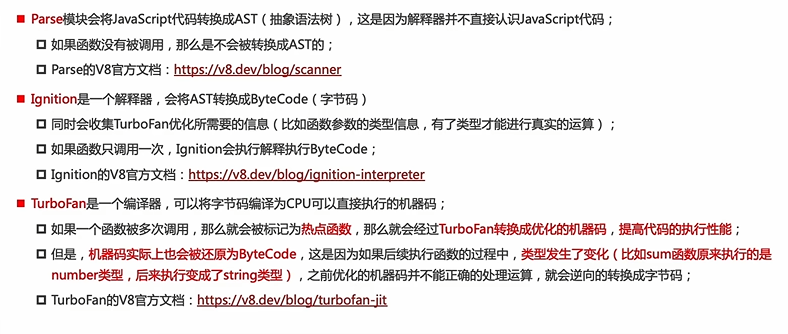 Parse模块会将JavaScript代码转换成AST（抽象语法树），这是因为解释器并不直接认识JavaScript代码；
如果函数没有被调用，那么是不会被转换成AST的；
Parse的V8官方文档：https://v8.dev/blog/scanner
Ignition是一个解释器，会将AST转换成ByteCode（字节码）
同时会收集TurboFan优化所需要的信息（比如函数参数的类型信息，有了类型才能进行真实的运算）；
如果函数只调用一次，Ignition会执行解释执行ByteCode；
Ignition的V8官方文档：https://v8.dev/blog/ignition-interpreter
TurboFan是一个编译器，可以将字节码编译为CPU可以直接执行的机器码；
如果一个函数被多次调用，那么就会被标记为热点函数，那么就会经过TurboFan转换成优化的机器码，提高代码的执行性能；
但是，机器码实际上也会被还原为ByteCode，这是因为如果后续执行函数的过程中，类型发生了变化（比如sum函数原来执行的是
number类型，后来执行变成了string类型），之前优化的机器码并不能正确的处理运算，就会逆向的转换成字节码；
TurboFan的V8官方文档：https://v8.dev/blog/turbofan-jit